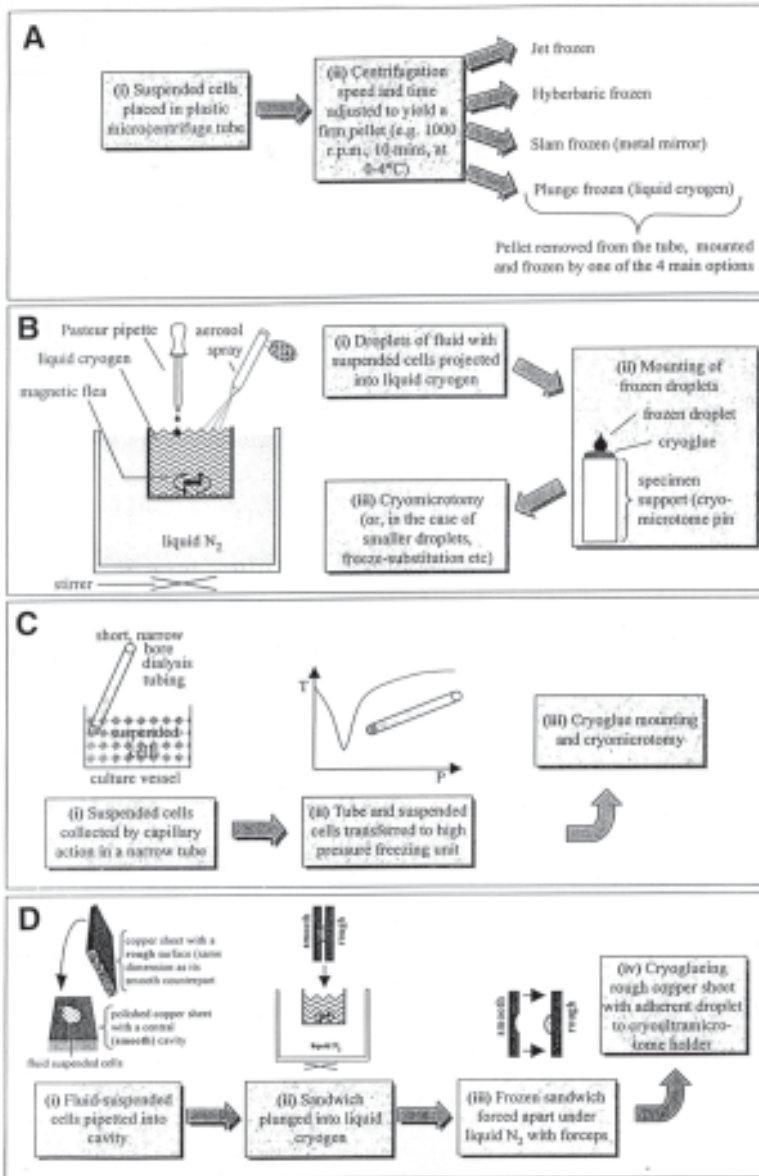 A
(i) Suspended cells
placed in plastic
microcentrifuge tube
(ii) Centrifugation
speed and time
adjusted to yield a
firm pellet (e.g. 1000
r.p.m., 10 mins, at
0-4°C)
Jet frozen
Hyberbaric frozen
Slam frozen (metal mirror)
Plunge frozen (liquid cryogen)
Pellet removed from the tube, mounted
and frozen by one of the 4 main options
B
Pasteur pipette
aerosol
spray
liquid cryogen
magnetic flea
liquid N2
stirrer
(i) Droplets of fluid with
suspended cells projected
into liquid cryogen
(ii) Mounting of
frozen droplets
frozen droplet
cryoglue
specimen
support (cryo-
microtome pin
(iii) Cryomicrotomy
(or, in the case of
smaller droplets,
freeze-substitution etc)
C
short, narrow
bore
dialysis
tubing
suspended
cells
culture vessel
T
P
(i) Suspended cells
collected by capillary
action in a narrow tube
(ii) Tube and suspended
cells transferred to high
pressure freezing unit
(iii) Cryoglue mounting
and cryomicrotomy
D
copper sheet with a
rough surface (same
dimension as its
smooth counterpart
polished copper sheet
with a central
(smooth) cavity
fluid suspended cells
smooth
rough
liquid N2
smooth
rough
(i) Fluid-suspended
cells pipetted into
cavity
(ii) Sandwich
plunged into liquid
cryogen
(iii) Frozen sandwich
forced apart under
liquid N2 with forceps
(iv) Cryoglueing
rough copper sheet
with adherent droplet
to cryoultramicro-
tome holder